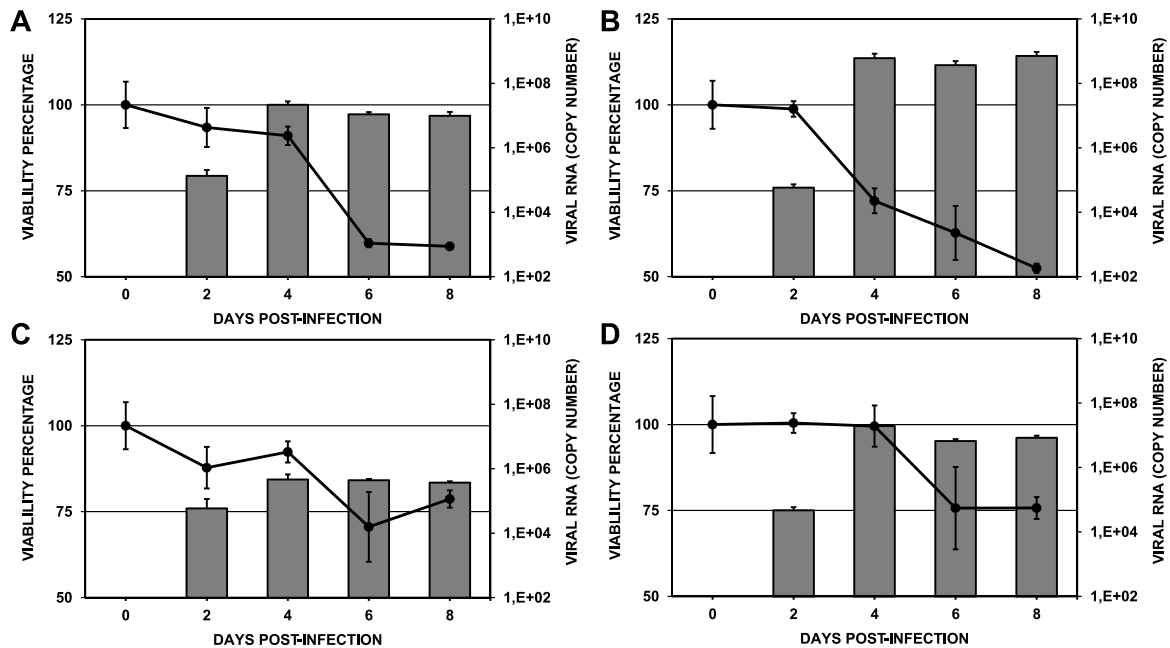 A
VIABLILITY PERCENTAGE
125
100
75
50
1,E+10
1,E+08
1,E+06
1,E+04
1,E+02
VIRAL RNA (COPY NUMBER)
0 2 4 6 8
DAYS POST-INFECTION
B
VIABLILITY PERCENTAGE
125
100
75
50
1,E+10
1,E+08
1,E+06
1,E+04
1,E+02
VIRAL RNA (COPY NUMBER)
0 2 4 6 8
DAYS POST-INFECTION
C
VIABLILITY PERCENTAGE
125
100
75
50
1,E+10
1,E+08
1,E+06
1,E+04
1,E+02
VIRAL RNA (COPY NUMBER)
0 2 4 6 8
DAYS POST-INFECTION
D
VIABLILITY PERCENTAGE
125
100
75
50
1,E+10
1,E+08
1,E+06
1,E+04
1,E+02
VIRAL RNA (COPY NUMBER)
0 2 4 6 8
DAYS POST-INFECTION